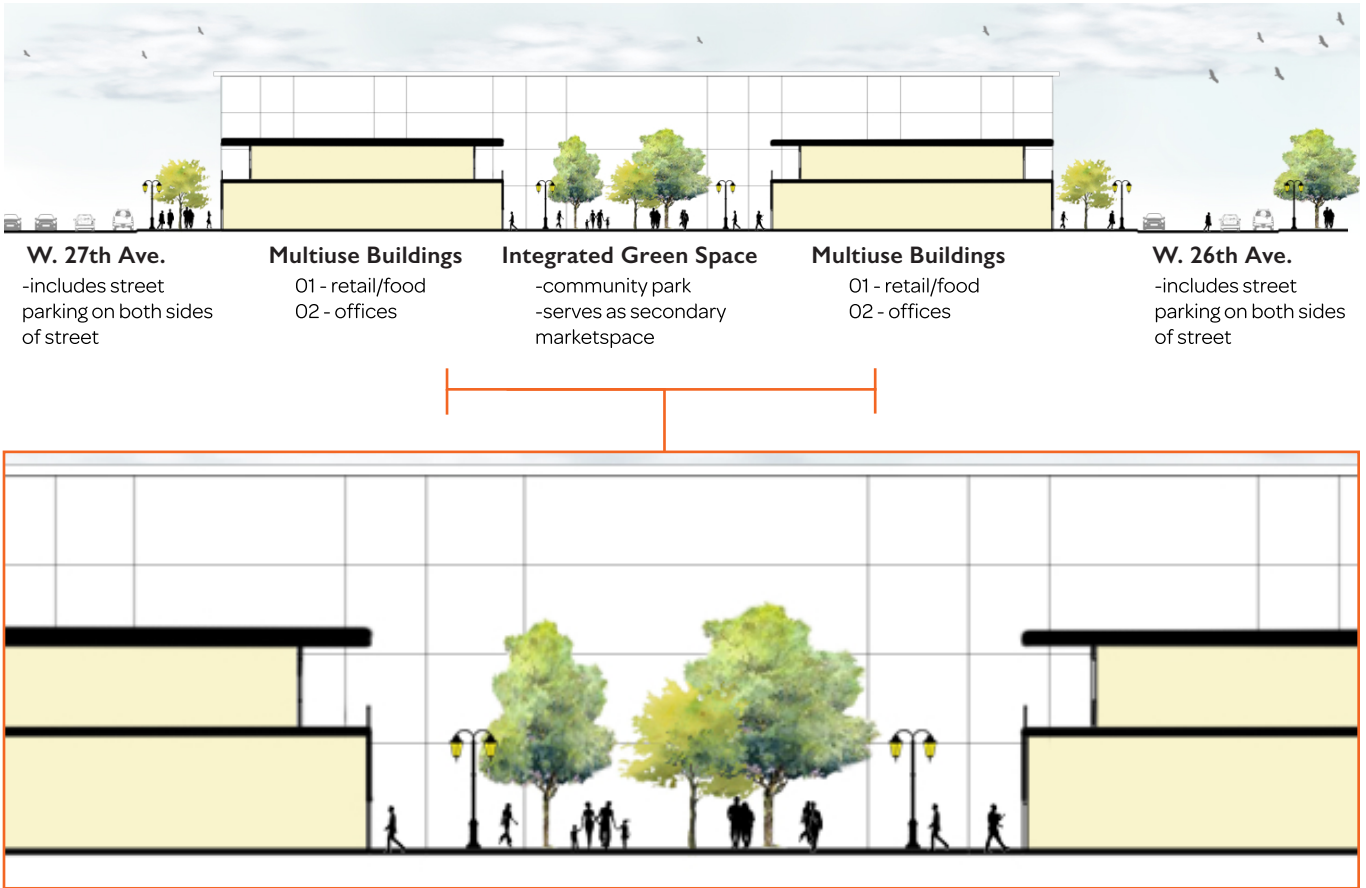 W. 27th Ave.
-includes street
parking on both sides
of street
Multiuse Buildings
01 - retail/food
02 - offices
Integrated Green Space
-community park
-serves as secondary
marketspace
Multiuse Buildings
01 - retail/food
02 - offices
W. 26th Ave.
-includes street
parking on both sides
of street